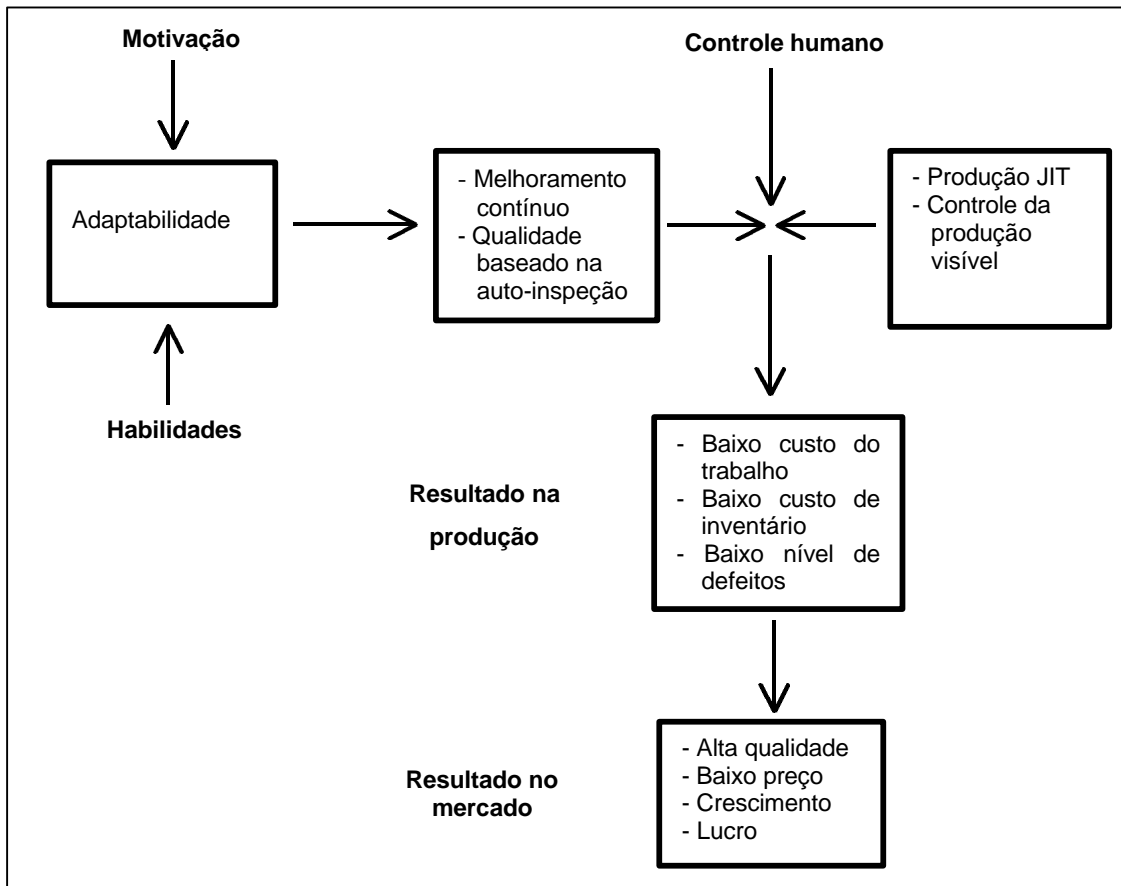 Motivação
Controle humano
Adaptabilidade
- Melhoramento
contínuo
- Qualidade
baseado na
auto-inspeção
- Produção JIT
- Controle da
produção
visível
Habilidades
Resultado na
produção
- Baixo custo do
trabalho
- Baixo custo de
inventário
- Baixo nível de
defeitos
Resultado no
mercado
- Alta qualidade
- Baixo preço
- Crescimento
- Lucro